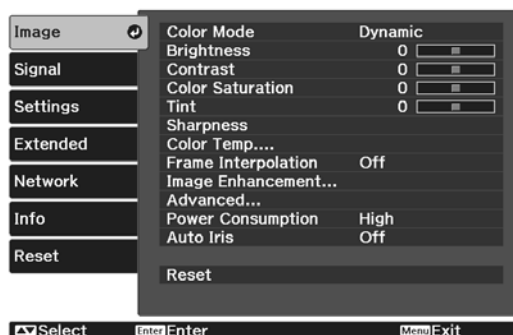 Image
Signal
Settings
Extended
Network
Info
Reset
Color Mode Dynamic
Brightness 0
Contrast 0
Color Saturation 0
Tint 0
Sharpness
Color Temp....
Frame Interpolation Off
Image Enhancement...
Advanced...
Power Consumption High
Auto Iris Off
Reset
Select Enter Enter Menu Exit